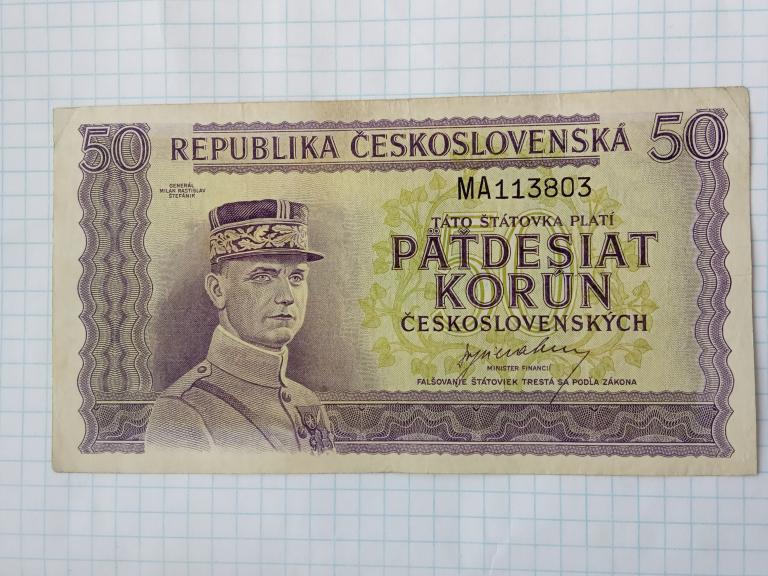 50 REPUBLIKA ČESKOSLOVENSKÁ 50
GENERÁL
MILAN RASTISLAV
ŠTEFÁNIK
MA113803
TÁTO ŠTÁTOVKA PLATÍ
PÄŤDESIAT
KORÚN
ČESKOSLOVENSKÝCH
MINISTER FINANCIÍ
FALŠOVANIE ŠTÁTOVIEK TRESTÁ SA PODĽA ZÁKONA